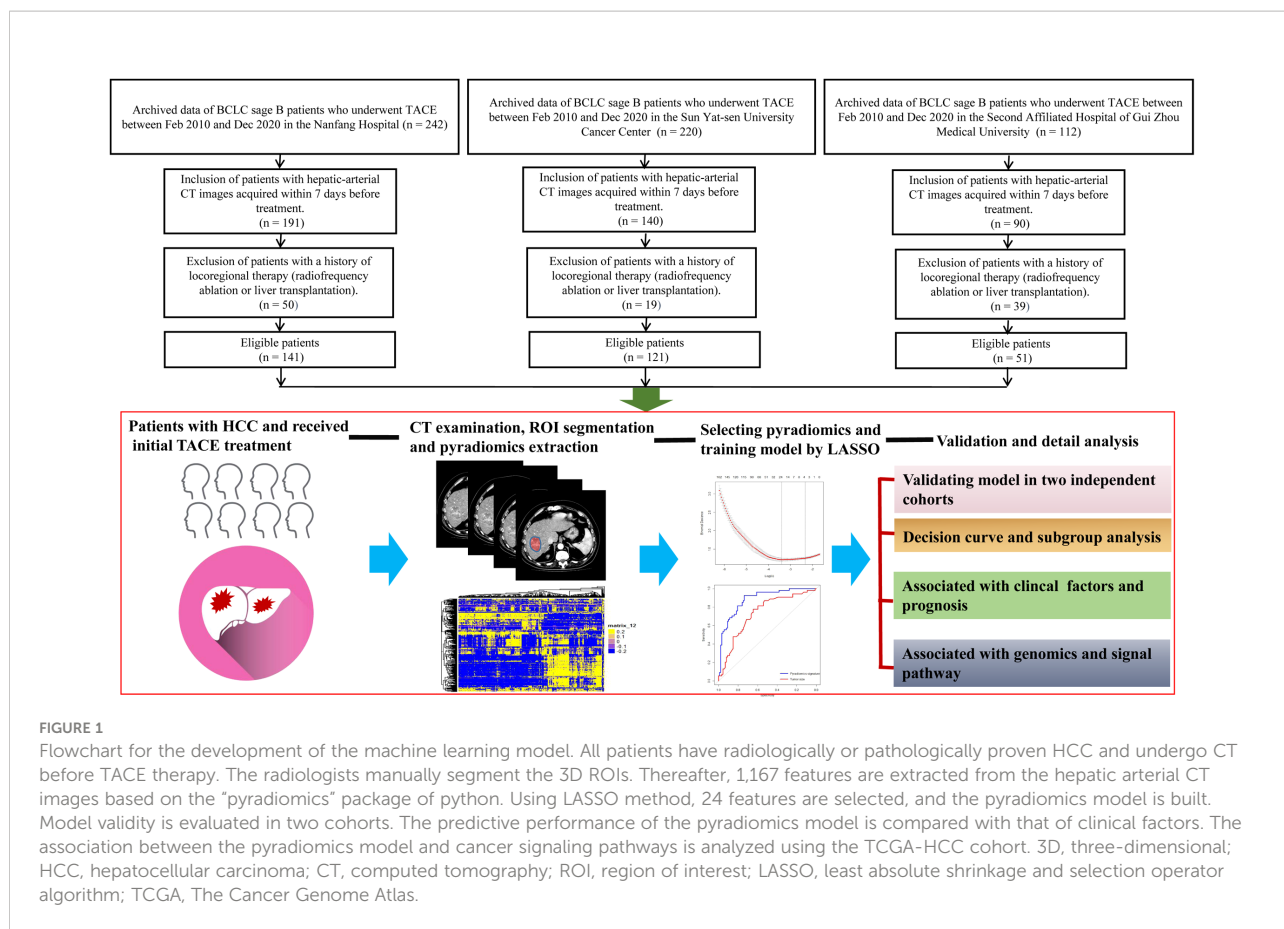 Archived data of BCLC sage B patients who underwent TACE
between Feb 2010 and Dec 2020 in the Nanfang Hospital (n = 242)
Archived data of BCLC sage B patients who underwent TACE
between Feb 2010 and Dec 2020 in the Sun Yat-sen University
Cancer Center (n = 220)
Archived data of BCLC sage B patients who underwent TACE between
Feb 2010 and Dec 2020 in the Second Affiliated Hospital of Gui Zhou
Medical University (n = 112)
Inclusion of patients with hepatic-arterial
CT images acquired within 7 days before
treatment.
(n = 191)
Inclusion of patients with hepatic-arterial
CT images acquired within 7 days before
treatment.
(n = 140)
Inclusion of patients with hepatic-arterial
CT images acquired within 7 days before
treatment.
(n = 90)
Exclusion of patients with a history of
locoregional therapy (radiofrequency
ablation or liver transplantation).
(n = 50)
Exclusion of patients with a history of
locoregional therapy (radiofrequency
ablation or liver transplantation).
(n = 19)
Exclusion of patients with a history of
locoregional therapy (radiofrequency
ablation or liver transplantation).
(n = 39)
Eligible patients
(n = 141)
Eligible patients
(n = 121)
Eligible patients
(n = 51)
Patients with HCC and received
initial TACE treatment
CT examination, ROI segmentation
and pyradiomics extraction
Selecting pyradiomics and
training model by LASSO
Validation and detail analysis
matrix_12
0.2
0.1
0
-0.1
-0.2
Validating model in two independent
cohorts
Decision curve and subgroup analysis
Associated with clincal factors and
prognosis
Associated with genomics and signal
pathway
FIGURE 1
Flowchart for the development of the machine learning model. All patients have radiologically or pathologically proven HCC and undergo CT
before TACE therapy. The radiologists manually segment the 3D ROIs. Thereafter, 1,167 features are extracted from the hepatic arterial CT
images based on the “pyradiomics” package of python. Using LASSO method, 24 features are selected, and the pyradiomics model is built.
Model validity is evaluated in two cohorts. The predictive performance of the pyradiomics model is compared with that of clinical factors. The
association between the pyradiomics model and cancer signaling pathways is analyzed using the TCGA-HCC cohort. 3D, three-dimensional;
HCC, hepatocellular carcinoma; CT, computed tomography; ROI, region of interest; LASSO, least absolute shrinkage and selection operator
algorithm; TCGA, The Cancer Genome Atlas.